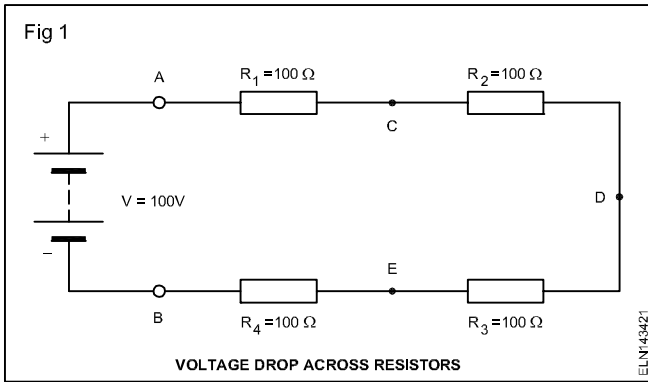 Fig 1
A
R1 =100 Ω
R2 =100 Ω
C
+
V = 100V
D
–
E
B
R4 =100 Ω
R3 =100 Ω
VOLTAGE DROP ACROSS RESISTORS
ELN143421